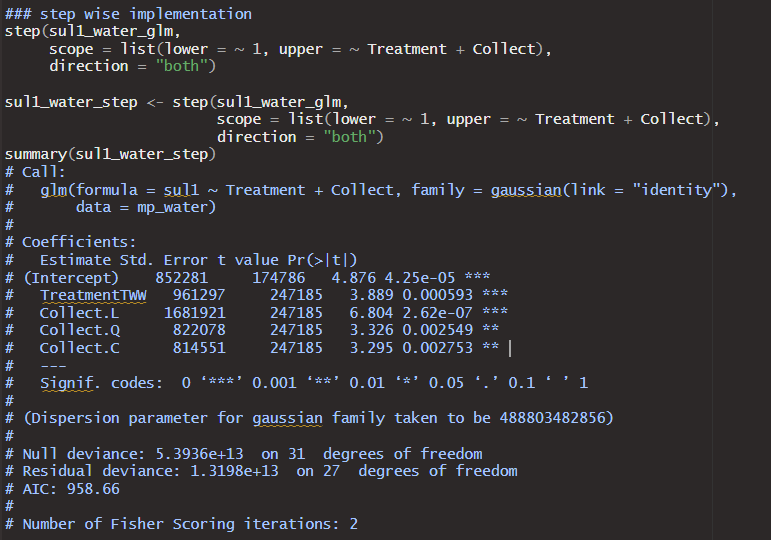 ### step wise implementation
step(sul1_water_glm,
     scope = list(lower = ~ 1, upper = ~ Treatment + Collect),
     direction = "both")

sul1_water_step <- step(sul1_water_glm,
                        scope = list(lower = ~ 1, upper = ~ Treatment + Collect),
                        direction = "both")
summary(sul1_water_step)
# Call:
#   glm(formula = sul1 ~ Treatment + Collect, family = gaussian(link = "identity"),
#       data = mp_water)
#
# Coefficients:
#   Estimate Std. Error t value Pr(>|t|)
# (Intercept)    852281     174786   4.876 4.25e-05 ***
#   TreatmentTWW   961297     247185   3.889 0.000593 ***
#   Collect.L     1681921     247185   6.804 2.62e-07 ***
#   Collect.Q      822078     247185   3.326 0.002549 **
#   Collect.C      814551     247185   3.295 0.002753 **
#   ---
#   Signif. codes:  0 ‘***’ 0.001 ‘**’ 0.01 ‘*’ 0.05 ‘.’ 0.1 ‘ ’ 1
#
# (Dispersion parameter for gaussian family taken to be 488803482856)
#
# Null deviance: 5.3936e+13  on 31  degrees of freedom
# Residual deviance: 1.3198e+13  on 27  degrees of freedom
# AIC: 958.66
#
# Number of Fisher Scoring iterations: 2